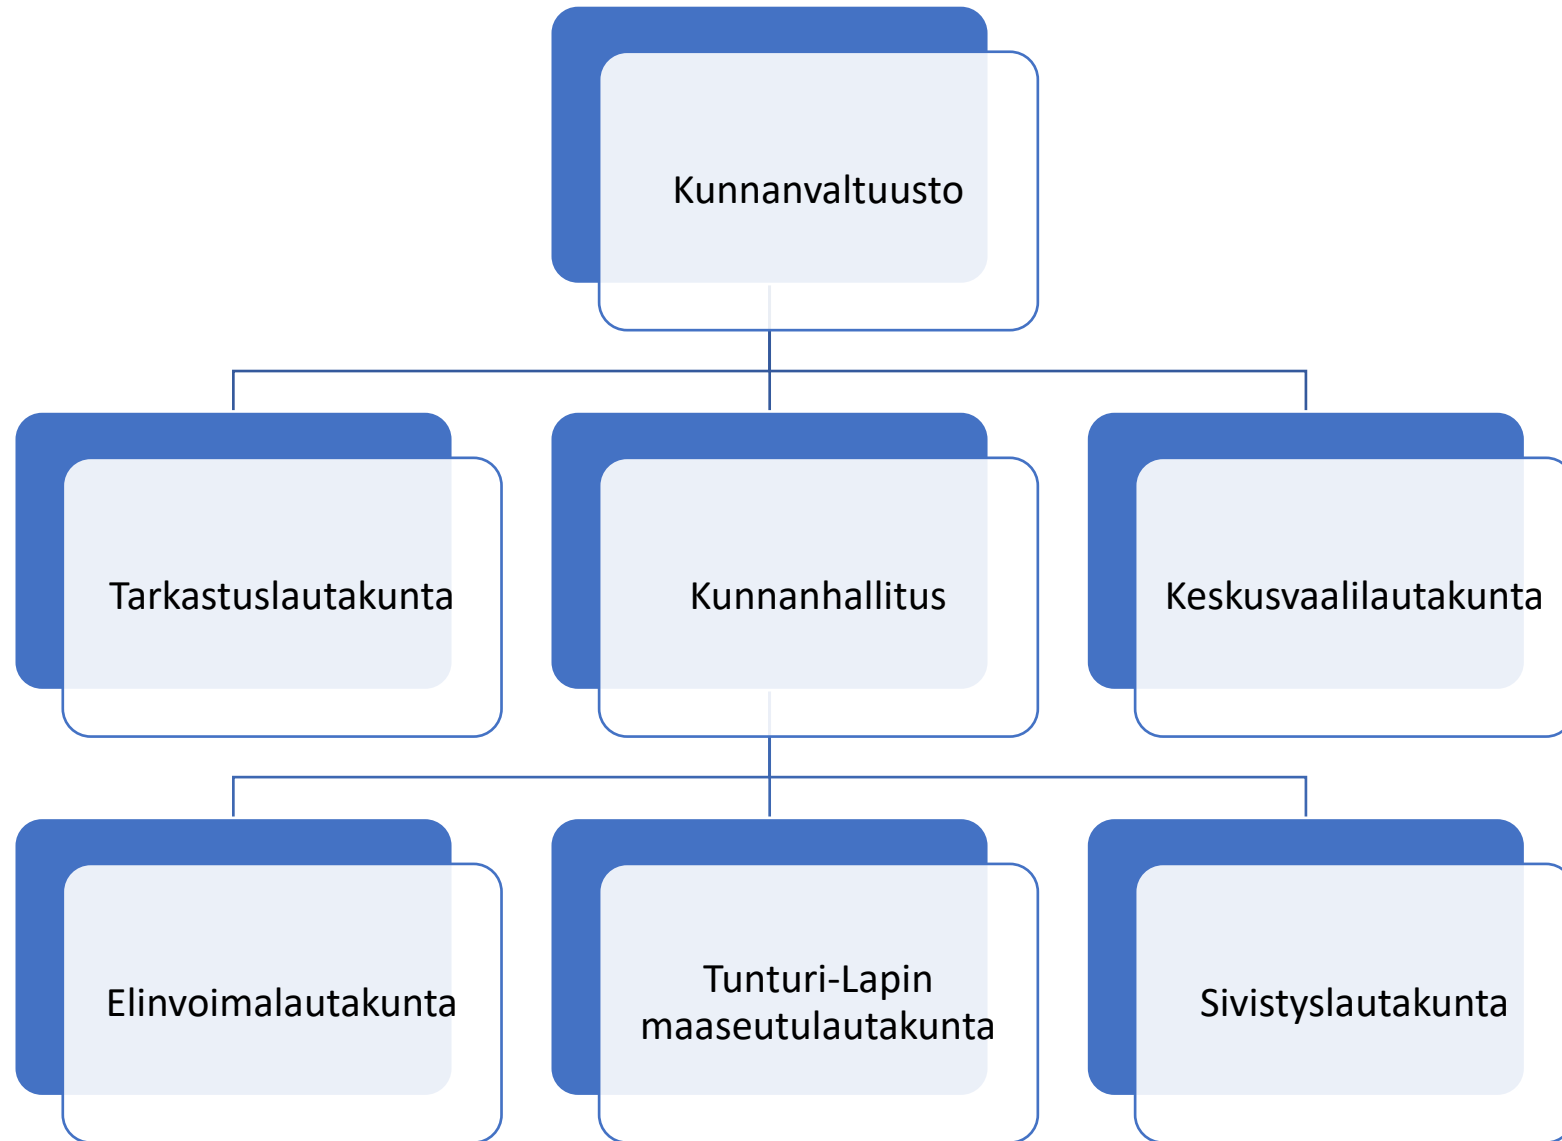 Kunnanvaltuusto
Tarkastuslautakunta
Kunnanhallitus
Keskusvaalilautakunta
Elinvoimalautakunta
Tunturi-Lapin
maaseutulautakunta
Sivistyslautakunta